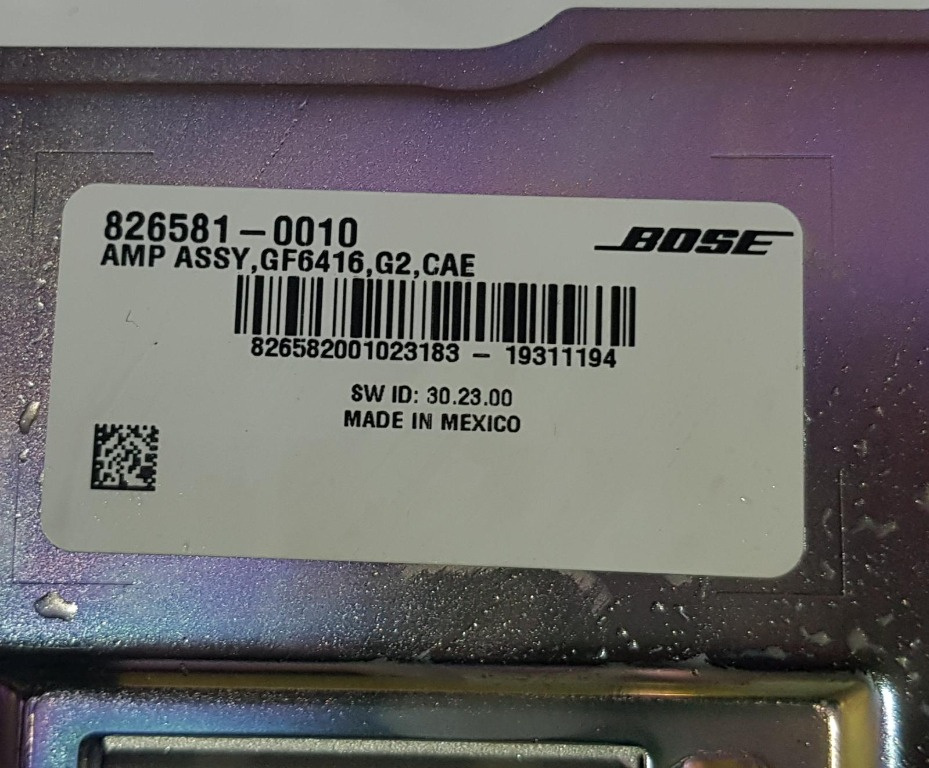 826581-0010
BOSE
AMP ASSY,GF6416,G2,CAE
826582001023183 - 19311194
SW ID: 30.23.00
MADE IN MEXICO